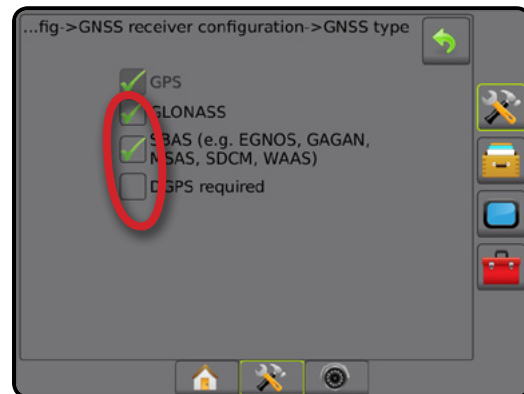 ...fig->GNSS receiver configuration->GNSS type
GPS
GLONASS
SBAS (e.g. EGNOS, GAGAN,
MSAS, SDCM, WAAS)
DGPS required